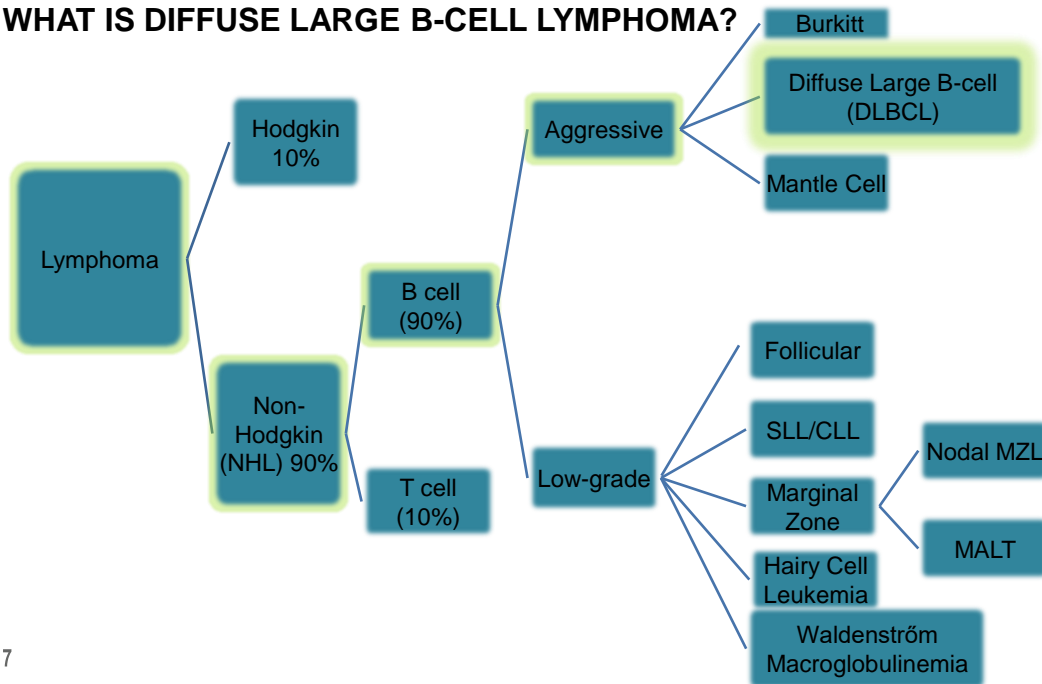 WHAT IS DIFFUSE LARGE B-CELL LYMPHOMA?
Burkitt
Diffuse Large B-cell
(DLBCL)
Hodgkin
10%
Aggressive
Mantle Cell
Lymphoma
B cell
(90%)
Follicular
Non-
Hodgkin
(NHL) 90%
SLL/CLL
Nodal MZL
T cell
(10%)
Low-grade
Marginal
Zone
MALT
Hairy Cell
Leukemia
Waldenstrőm
Macroglobulinemia
7